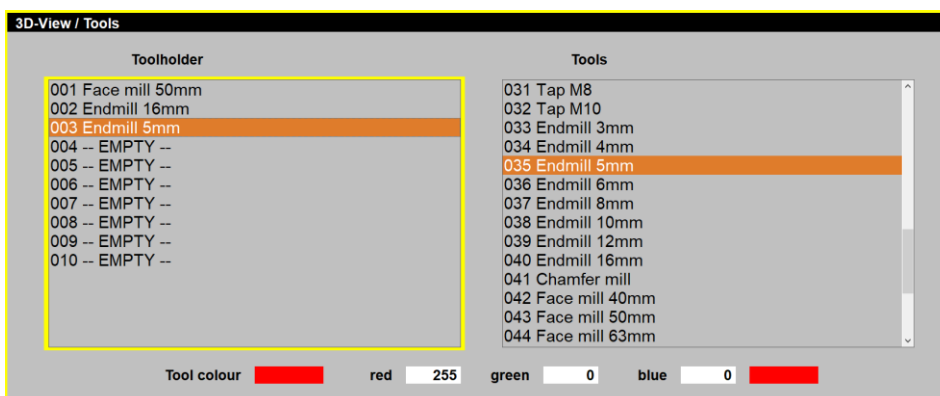 3D-View / Tools
Toolholder
001 Face mill 50mm
002 Endmill 16mm
003 Endmill 5mm
004 -- EMPTY --
005 -- EMPTY --
006 -- EMPTY --
007 -- EMPTY --
008 -- EMPTY --
009 -- EMPTY --
010 -- EMPTY --
Tools
031 Tap M8
032 Tap M10
033 Endmill 3mm
034 Endmill 4mm
035 Endmill 5mm
036 Endmill 6mm
037 Endmill 8mm
038 Endmill 10mm
039 Endmill 12mm
040 Endmill 16mm
041 Chamfer mill
042 Face mill 40mm
043 Face mill 50mm
044 Face mill 63mm
Tool colour red 255 green 0 blue 0